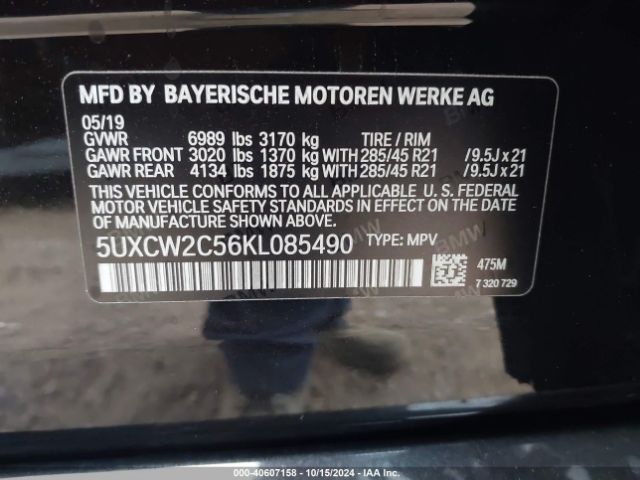 MFD BY BAYERISCHE MOTOREN WERKE AG
05/19
GVWR 6989 lbs 3170 kg TIRE / RIM
GAWR FRONT 3020 lbs 1370 kg WITH 285/45 R21 /9.5J x 21
GAWR REAR 4134 lbs 1875 kg WITH 285/45 R21 /9.5J x 21
THIS VEHICLE CONFORMS TO ALL APPLICABLE U. S. FEDERAL
MOTOR VEHICLE SAFETY STANDARDS IN EFFECT ON THE DATE
OF MANUFACTURE SHOWN ABOVE.
5UXCW2C56KL085490 TYPE: MPV
475M
7 320 729
000-40607158 - 10/15/2024 - IAA Inc.